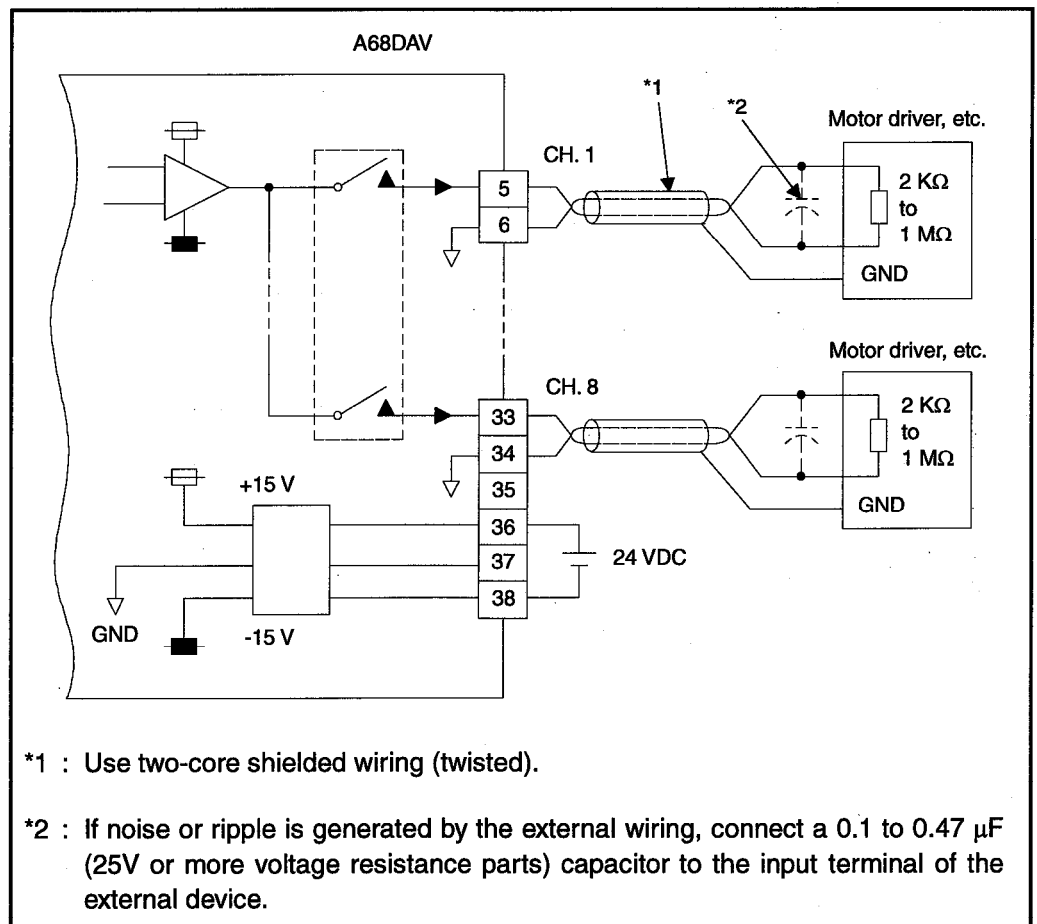 A68DAV
*1
*2
Motor driver, etc.
CH. 1
5
6
2 KΩ
to
1 MΩ
GND
Motor driver, etc.
CH. 8
33
34
35
36
37
38
2 KΩ
to
1 MΩ
GND
+15 V
24 VDC
GND
-15 V
*1 : Use two-core shielded wiring (twisted).
*2 : If noise or ripple is generated by the external wiring, connect a 0.1 to 0.47 μF
(25V or more voltage resistance parts) capacitor to the input terminal of the
external device.